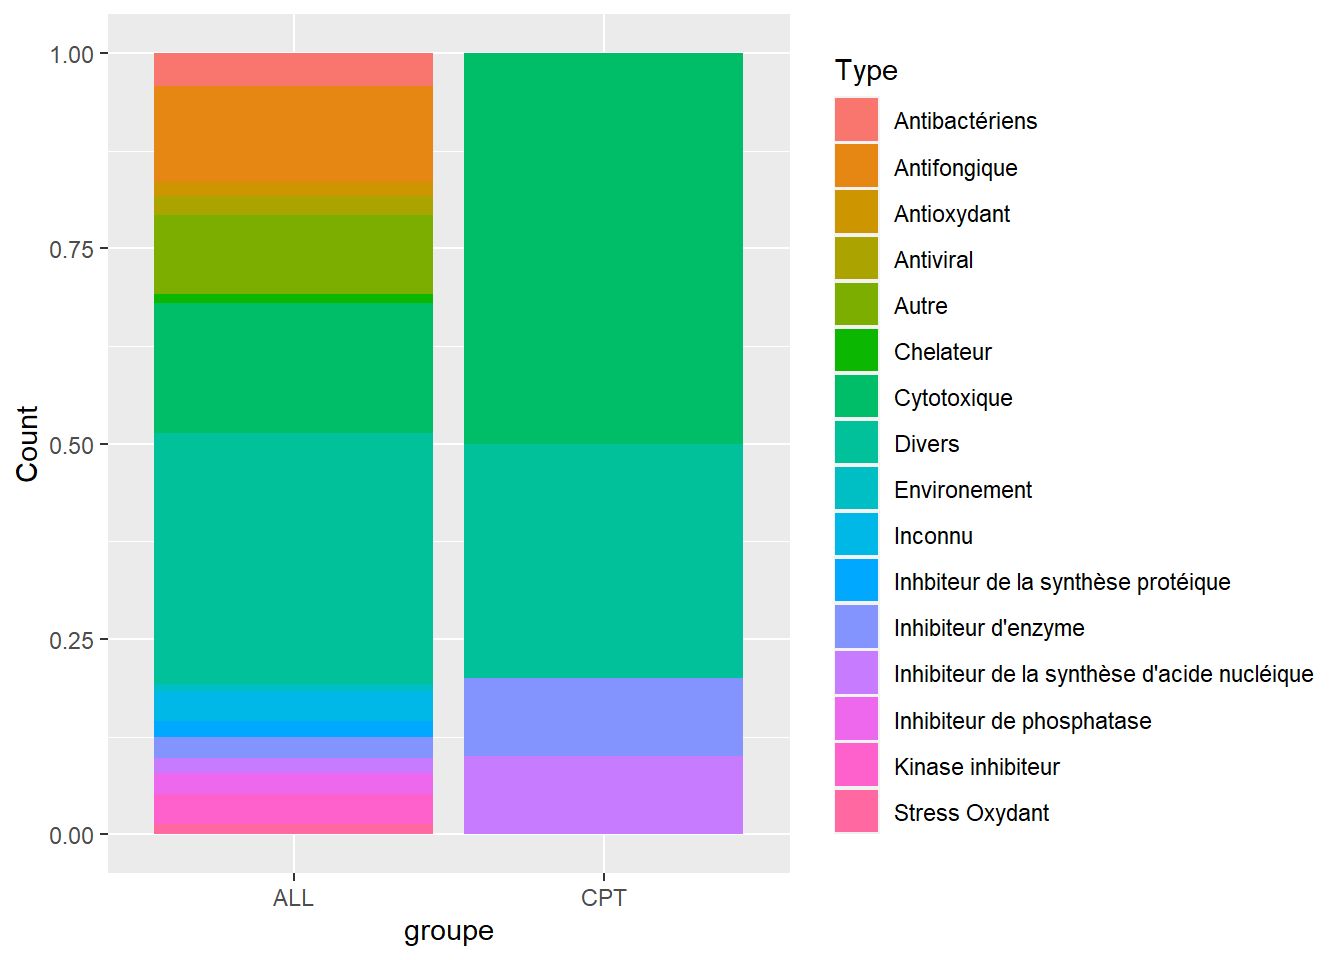 1.00
0.75
0.50
0.25
0.00
Count
ALL
CPT
groupe
Type
Antibactériens
Antifongique
Antioxydant
Antiviral
Autre
Chelateur
Cytotoxique
Divers
Environement
Inconnu
Inhbiteur de la synthèse protéique
Inhibiteur d'enzyme
Inhibiteur de la synthèse d'acide nucléique
Inhibiteur de phosphatase
Kinase inhibiteur
Stress Oxydant